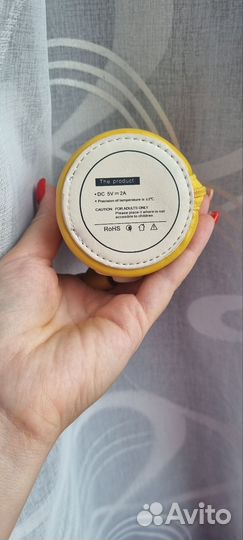 The product
• DC 5V⎓2A
• Precision of temperature is ±2℃
CAUTION: FOR ADULTS ONLY
Please place it where is not
accessible to children.
RoHS
Avito